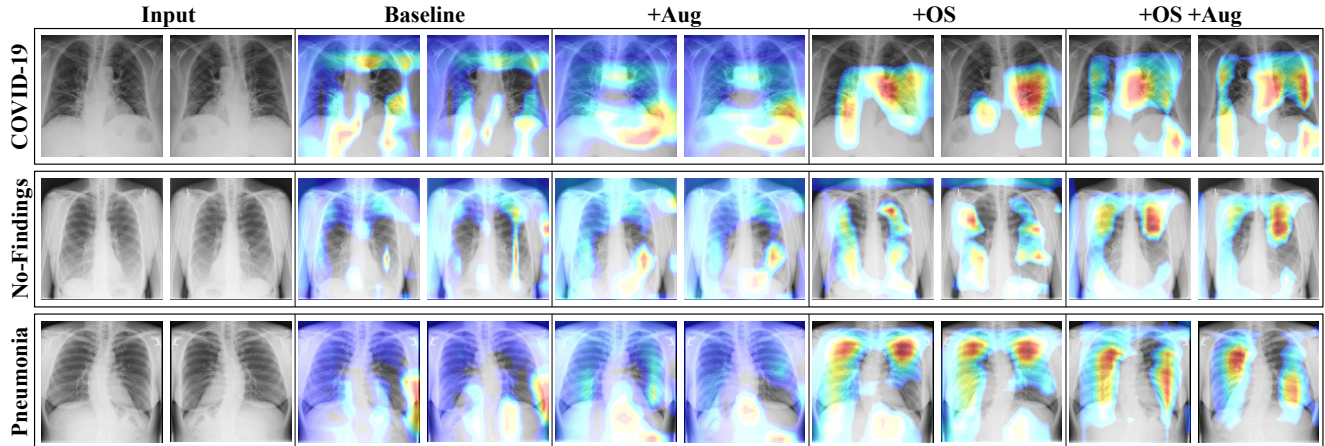 Input Baseline +Aug +OS +OS +Aug
COVID-19
No-Findings
Pneumonia